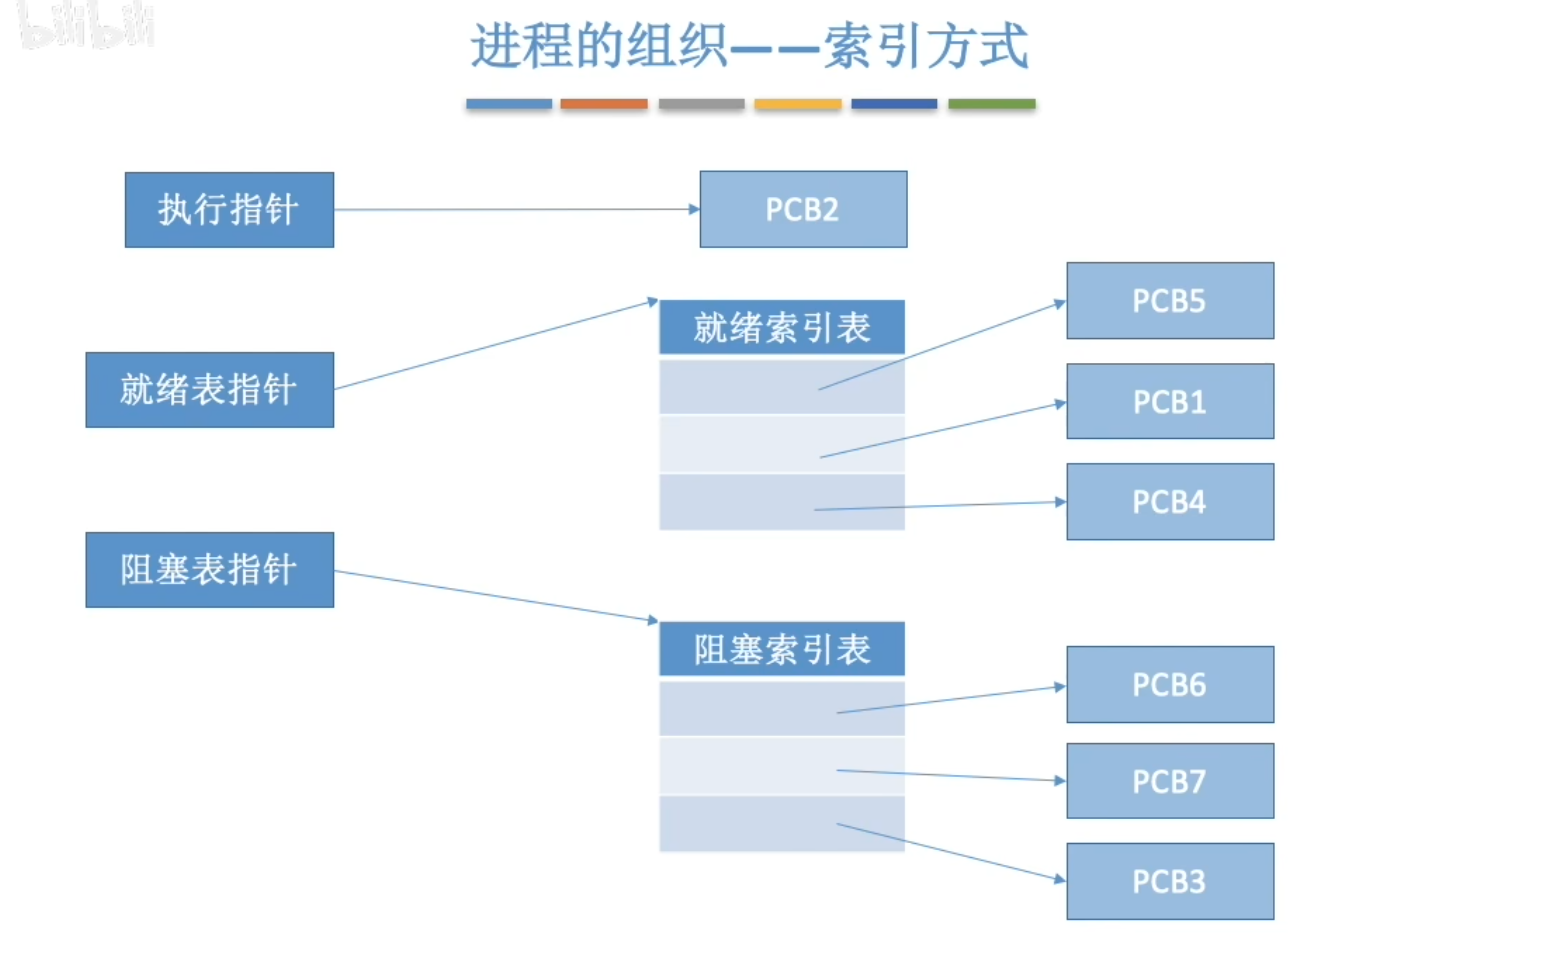 bilibili
进程的组织——索引方式
执行指针
PCB2
就绪表指针
就绪索引表
PCB5
PCB1
PCB4
阻塞表指针
阻塞索引表
PCB6
PCB7
PCB3